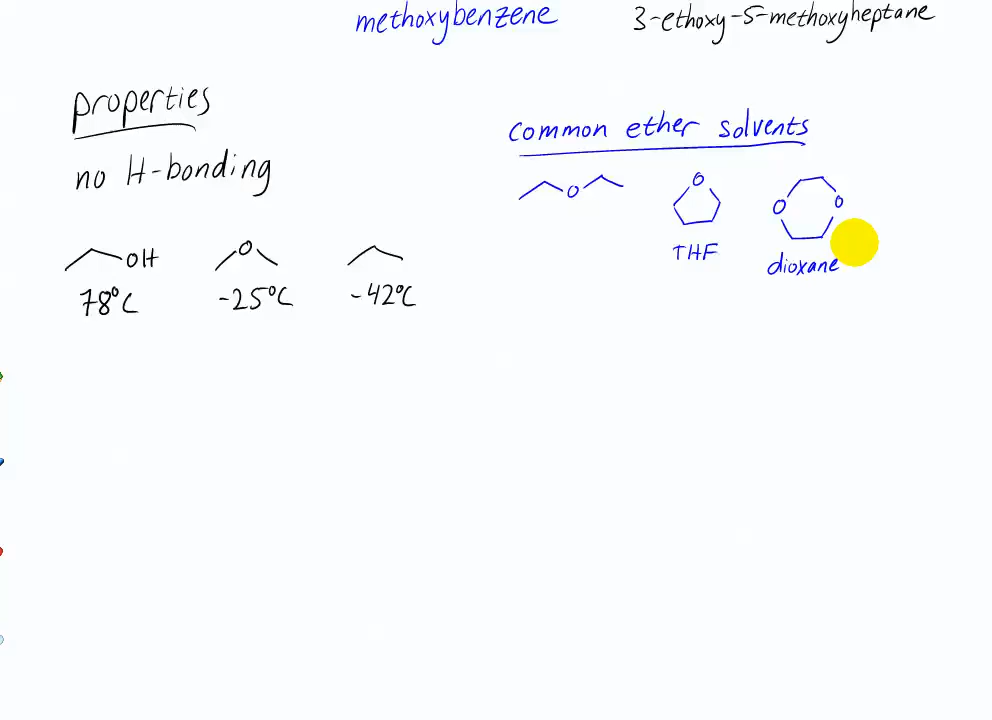 methoxybenzene 3-ethoxy-5-methoxyheptane
properties
no H-bonding
OH O
78°C -25°C -42°C
common ether solvents
O O O O
THF
dioxane